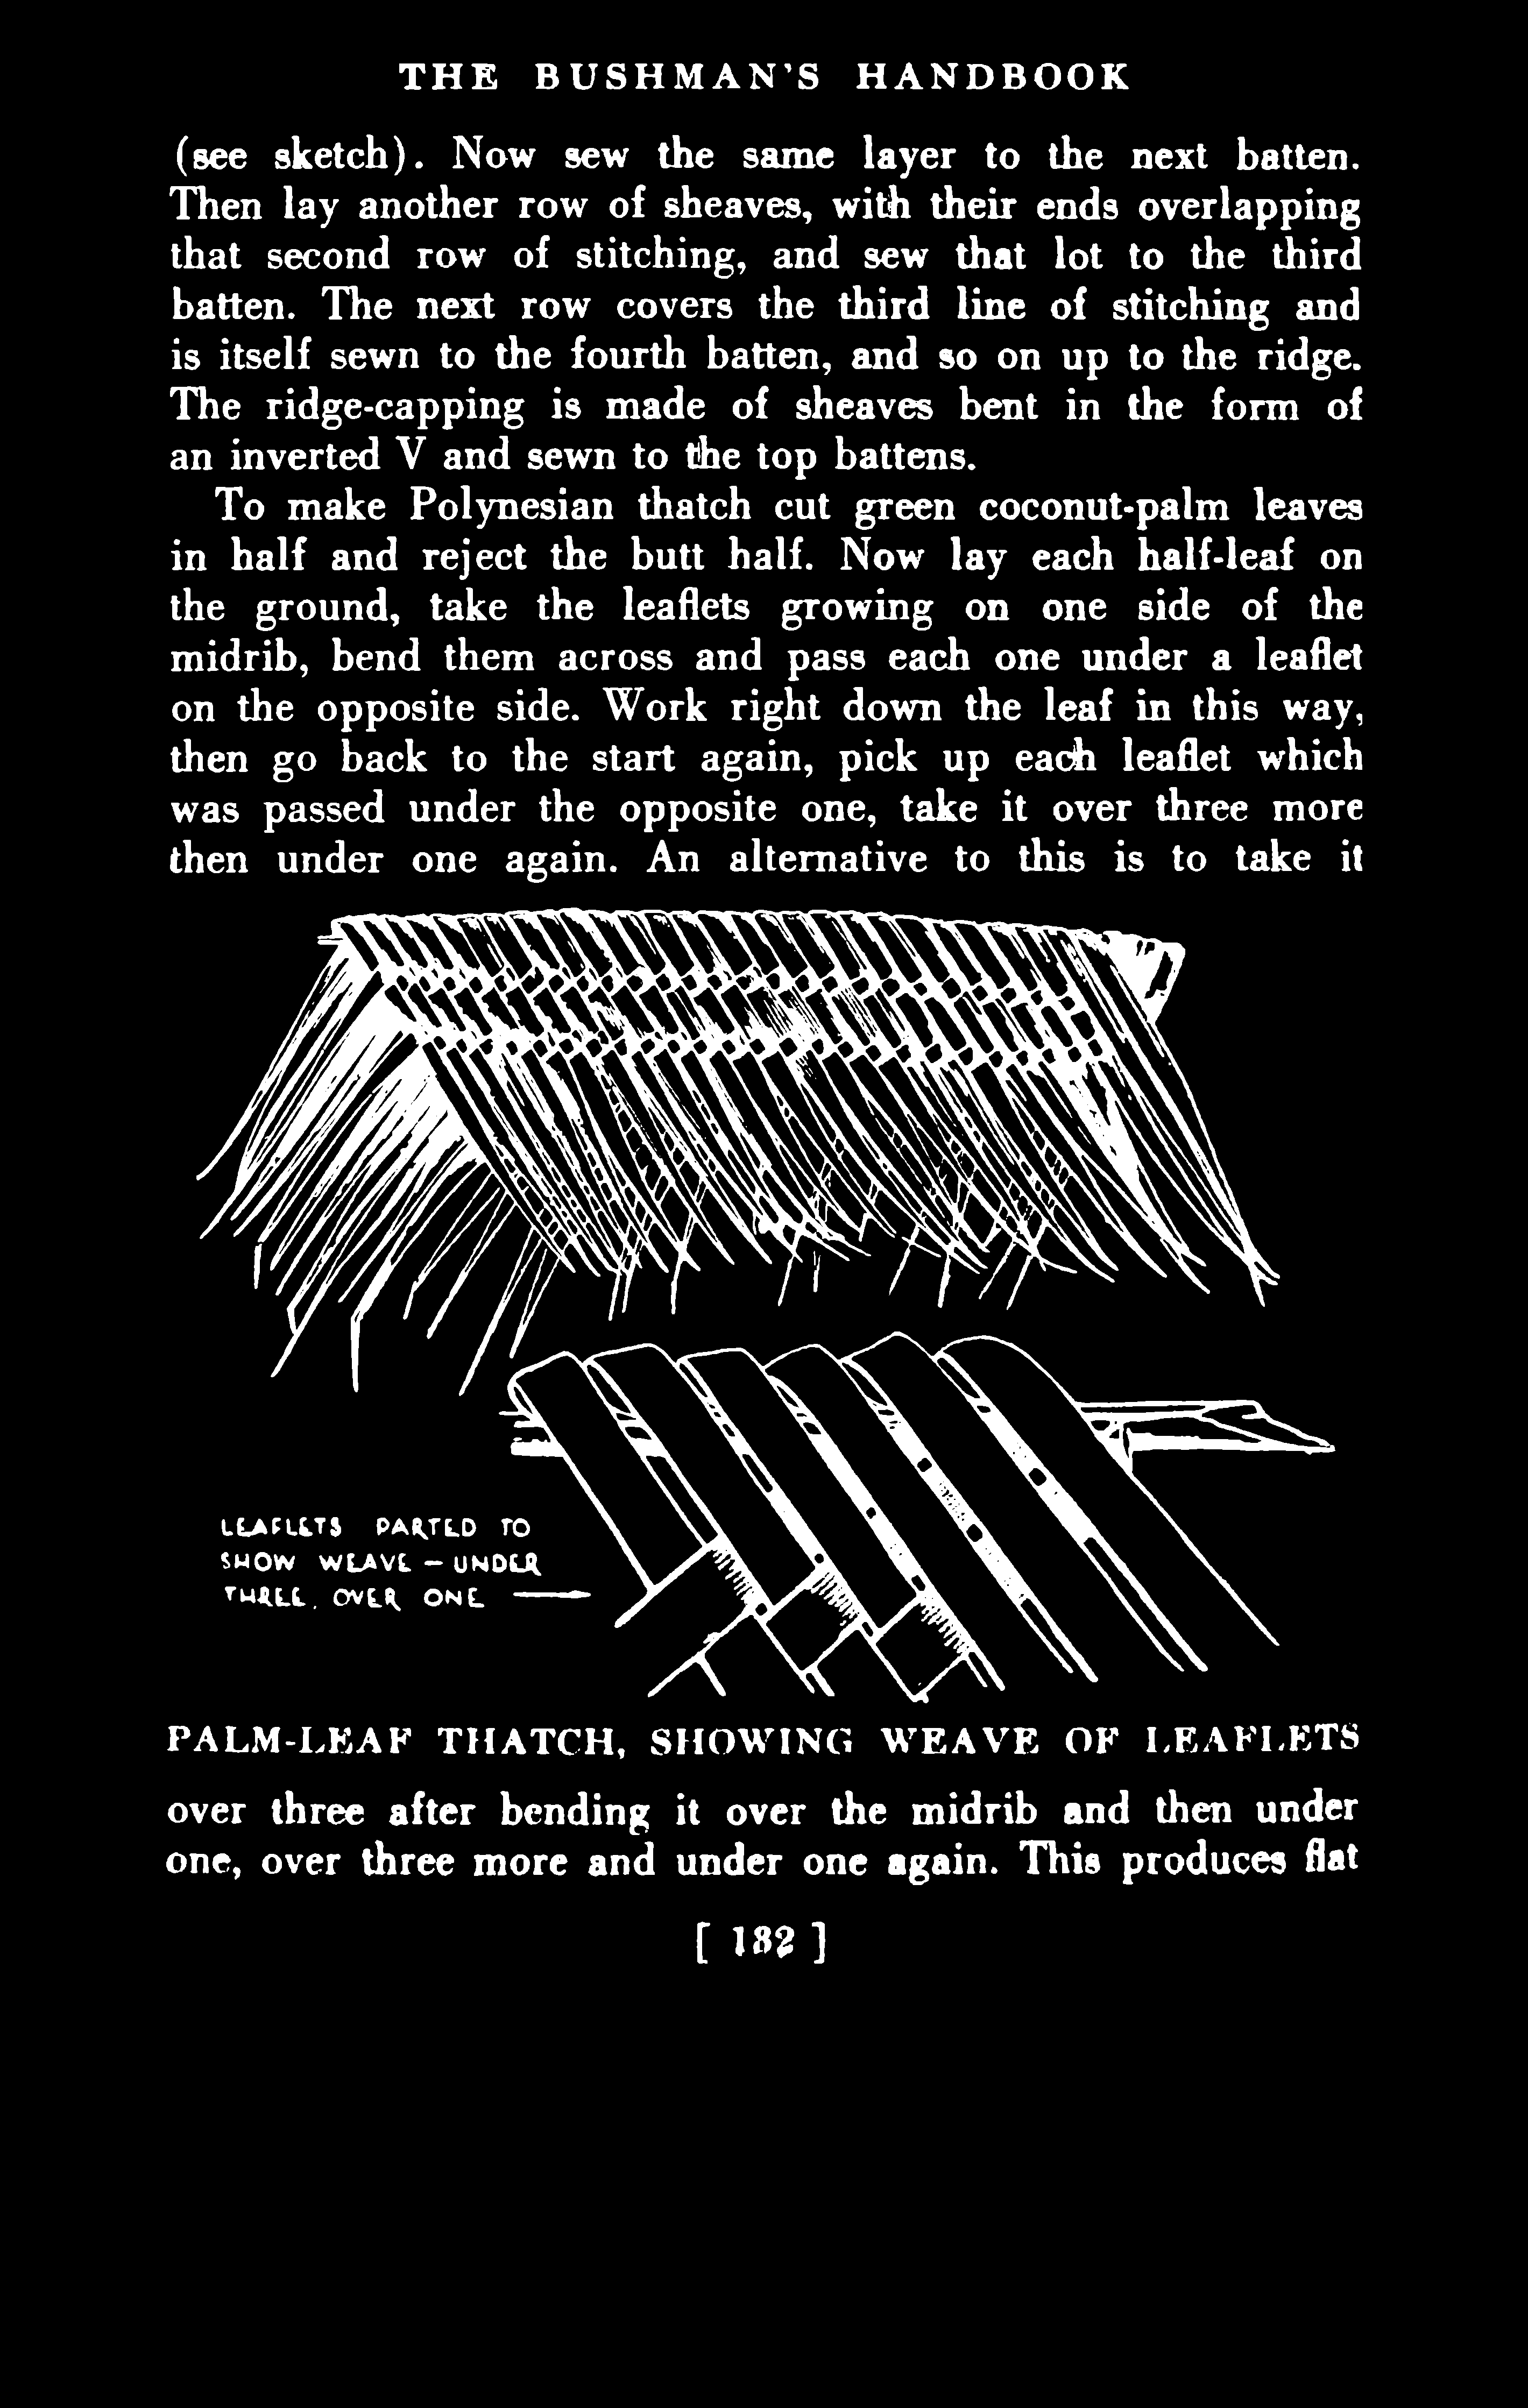 THE BUSHMAN'S HANDBOOK
(see sketch). Now sew the same layer to the next batten.
Then lay another row of sheaves, with their ends overlapping
that second row of stitching, and sew that lot to the third
batten. The next row covers the third line of stitching and
is itself sewn to the fourth batten, and so on up to the ridge.
The ridge-capping is made of sheaves bent in the form of
an inverted V and sewn to the top battens.
To make Polynesian thatch cut green coconut-palm leaves
in half and reject the butt half. Now lay each half-leaf on
the ground, take the leaflets growing on one side of the
midrib, bend them across and pass each one under a leaflet
on the opposite side. Work right down the leaf in this way,
then go back to the start again, pick up each leaflet which
was passed under the opposite one, take it over three more
then under one again. An alternative to this is to take it
LEAFLETS PARTED TO
SHOW WEAVE — UNDER
THREE, OVER ONE
PALM-LEAF THATCH, SHOWING WEAVE OF LEAFLETS
over three after bending it over the midrib and then under
one, over three more and under one again. This produces flat
[ 182 ]